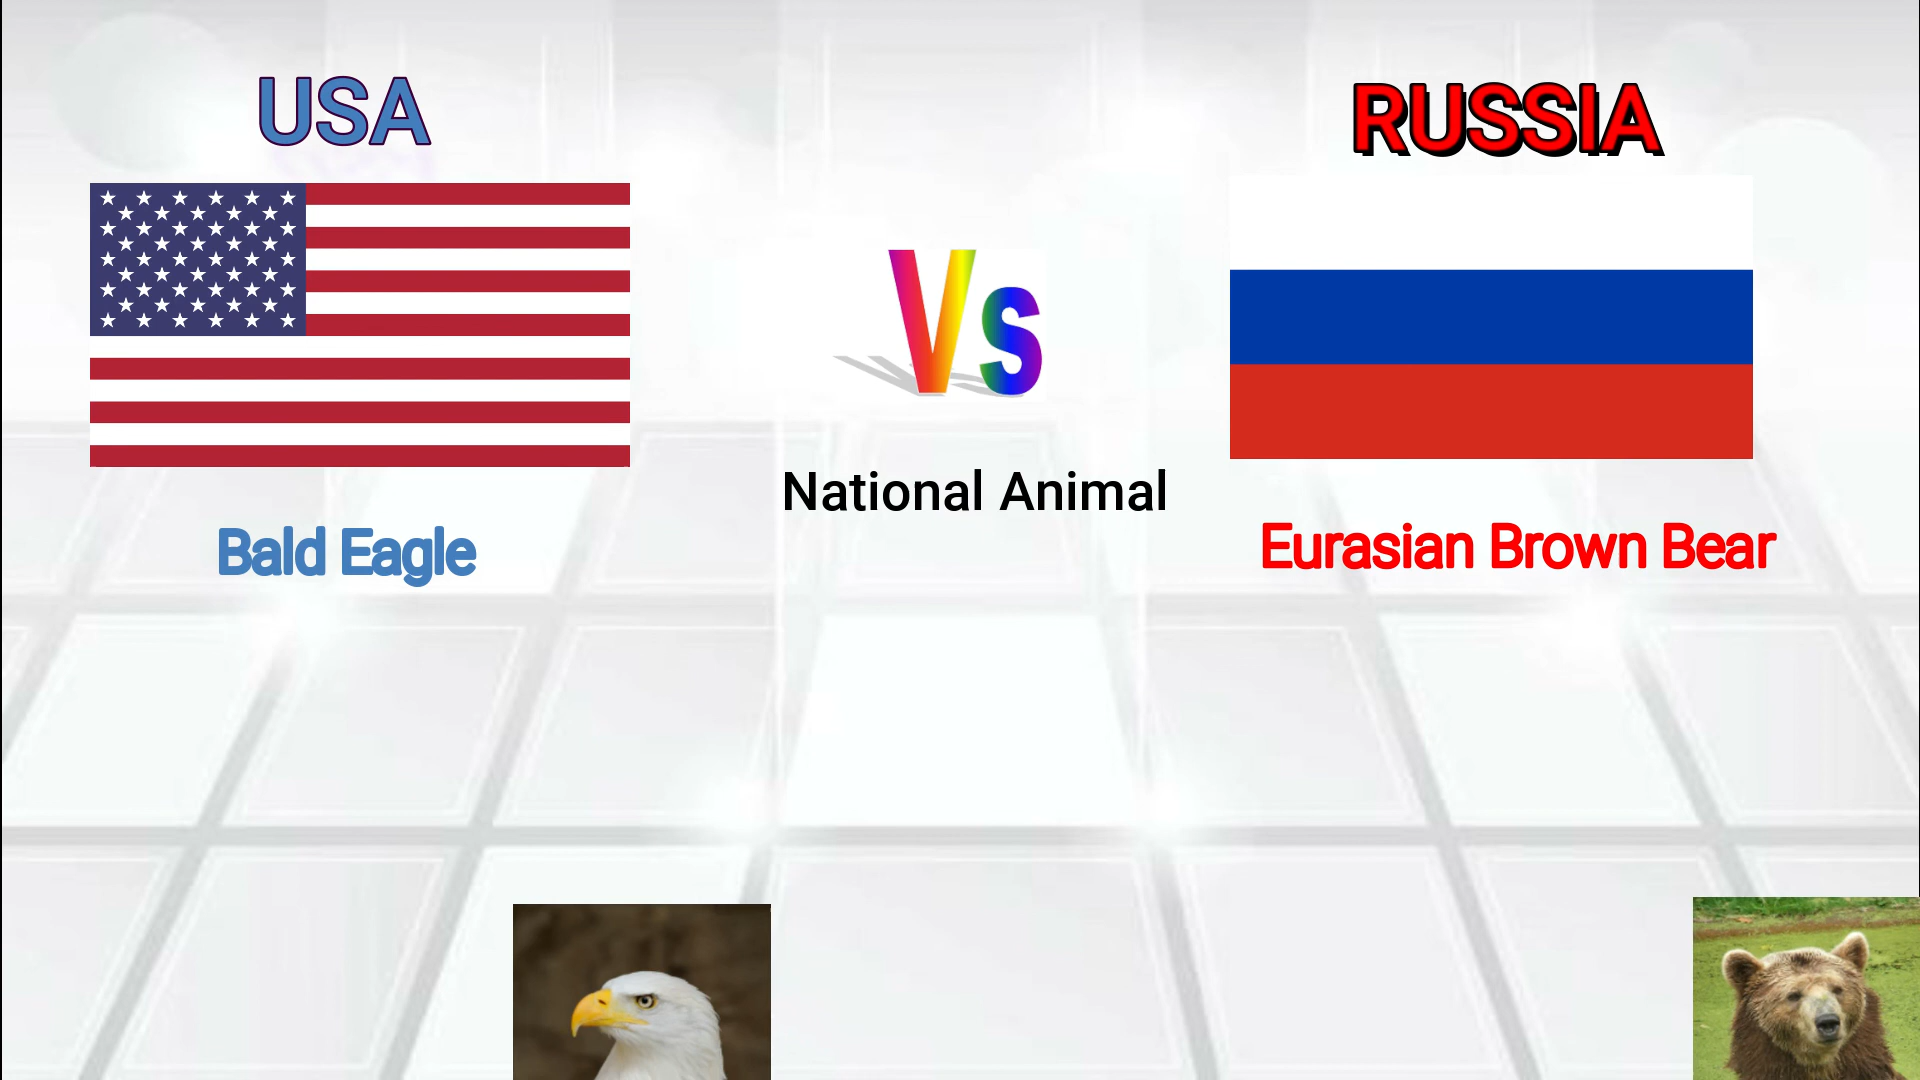 USA
RUSSIA
Vs
National Animal
Bald Eagle
Eurasian Brown Bear